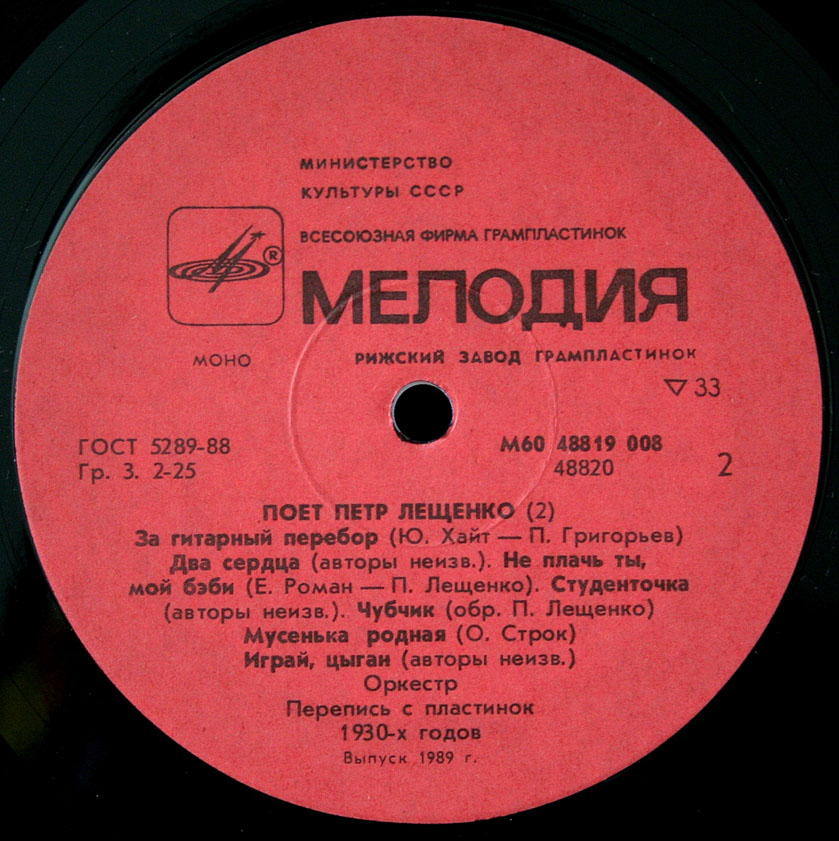 МИНИСТЕРСТВО
КУЛЬТУРЫ СССР
ВСЕСОЮЗНАЯ ФИРМА ГРАМПЛАСТИНОК
®
МЕЛОДИЯ
МОНО
РИЖСКИЙ ЗАВОД ГРАМПЛАСТИНОК
▽ 33
ГОСТ 5289-88
Гр. 3. 2-25
М60 48819 008
48820
2
ПОЕТ ПЕТР ЛЕЩЕНКО (2)
За гитарный перебор (Ю. Хайт — П. Григорьев)
Два сердца (авторы неизв.). Не плачь ты,
мой бэби (Е. Роман — П. Лещенко). Студенточка
(авторы неизв.). Чубчик (обр. П. Лещенко)
Мусенька родная (О. Строк)
Играй, цыган (авторы неизв.)
Оркестр
Перепись с пластинок
1930-х годов
Выпуск 1989 г.